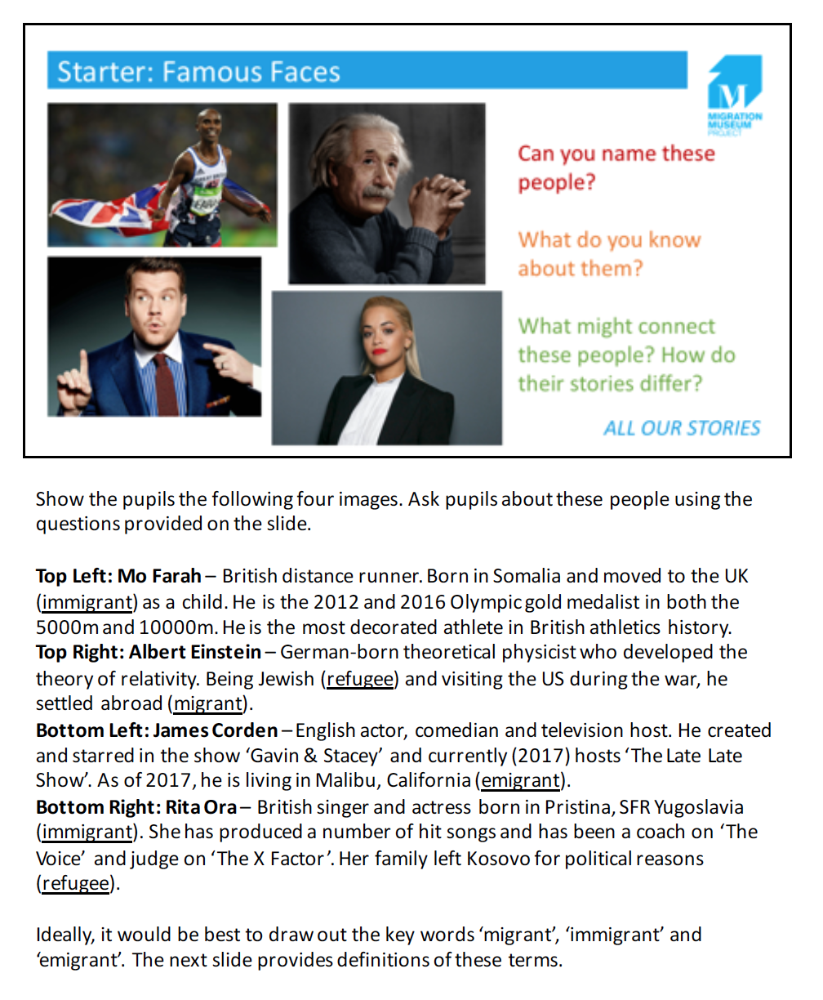 Starter: Famous Faces
M
MIGRATION
MUSEUM
PROJECT
GREAT BRITAIN
FARAH
Can you name these
people?
What do you know
about them?
What might connect
these people? How do
their stories differ?
ALL OUR STORIES
Show the pupils the following four images. Ask pupils about these people using the
questions provided on the slide.
Top Left: Mo Farah – British distance runner. Born in Somalia and moved to the UK
(immigrant) as a child. He is the 2012 and 2016 Olympic gold medalist in both the
5000m and 10000m. He is the most decorated athlete in British athletics history.
Top Right: Albert Einstein – German-born theoretical physicist who developed the
theory of relativity. Being Jewish (refugee) and visiting the US during the war, he
settled abroad (migrant).
Bottom Left: James Corden – English actor, comedian and television host. He created
and starred in the show ‘Gavin & Stacey’ and currently (2017) hosts ‘The Late Late
Show’. As of 2017, he is living in Malibu, California (emigrant).
Bottom Right: Rita Ora – British singer and actress born in Pristina, SFR Yugoslavia
(immigrant). She has produced a number of hit songs and has been a coach on ‘The
Voice’ and judge on ‘The X Factor’. Her family left Kosovo for political reasons
(refugee).
Ideally, it would be best to draw out the key words ‘migrant’, ‘immigrant’ and
‘emigrant’. The next slide provides definitions of these terms.